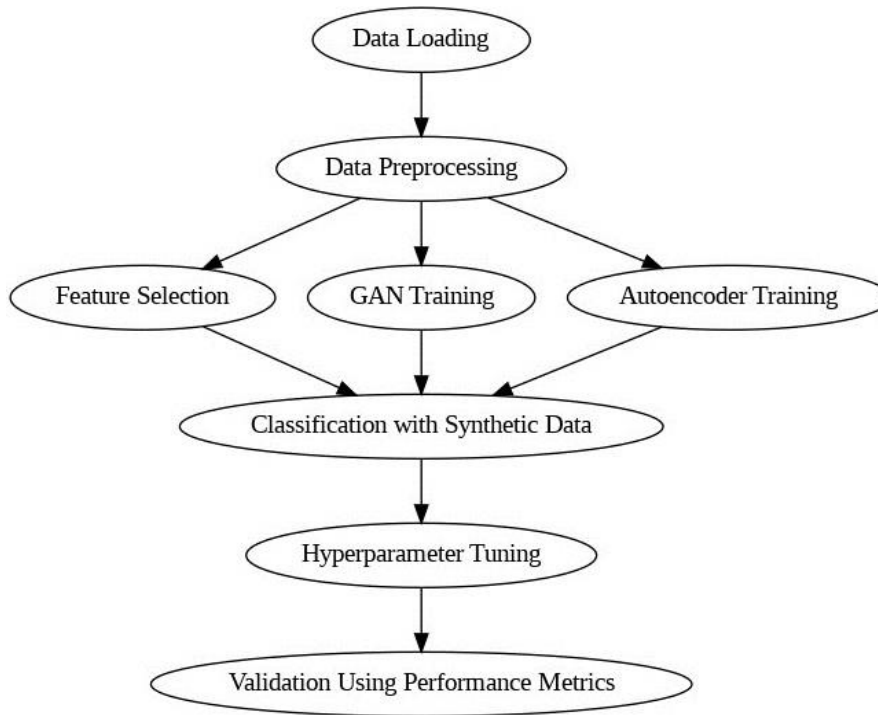 Data Loading
Data Preprocessing
Feature Selection
GAN Training
Autoencoder Training
Classification with Synthetic Data
Hyperparameter Tuning
Validation Using Performance Metrics